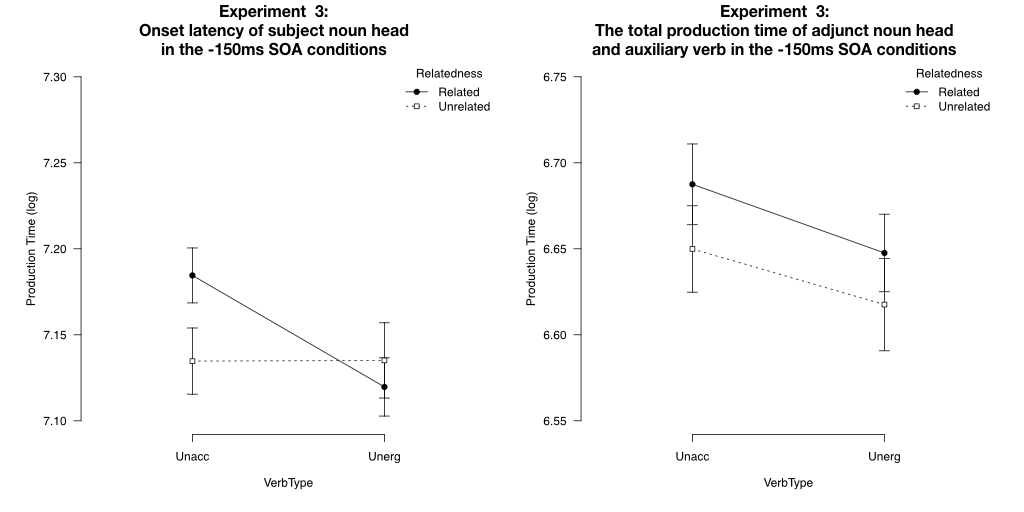 Experiment 3:
Onset latency of subject noun head
in the -150ms SOA conditions
Relatedness
Related
Unrelated
7.30
7.25
7.20
7.15
7.10
Production Time (log)
Unacc
Unerg
VerbType
Experiment 3:
The total production time of adjunct noun head
and auxiliary verb in the -150ms SOA conditions
Relatedness
Related
Unrelated
6.75
6.70
6.65
6.60
6.55
Production Time (log)
Unacc
Unerg
VerbType